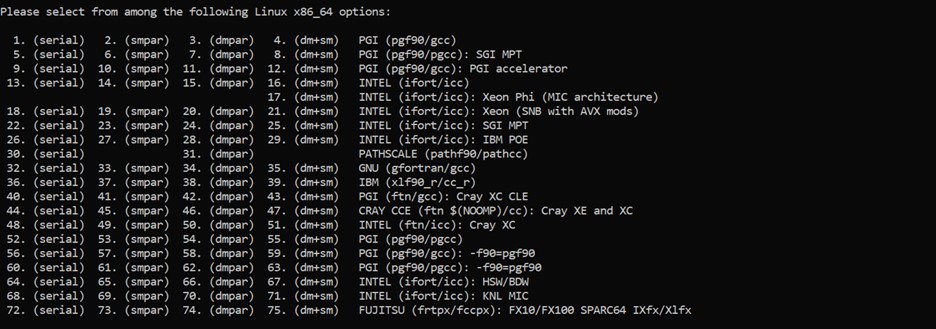 Please select from among the following Linux x86_64 options:
1. (serial) 2. (smpar) 3. (dmpar) 4. (dm+sm) PGI (pgf90/gcc)
5. (serial) 6. (smpar) 7. (dmpar) 8. (dm+sm) PGI (pgf90/pgcc): SGI MPT
9. (serial) 10. (smpar) 11. (dmpar) 12. (dm+sm) PGI (pgf90/gcc): PGI accelerator
13. (serial) 14. (smpar) 15. (dmpar) 16. (dm+sm) INTEL (ifort/icc)
17. (dm+sm) INTEL (ifort/icc): Xeon Phi (MIC architecture)
18. (serial) 19. (smpar) 20. (dmpar) 21. (dm+sm) INTEL (ifort/icc): Xeon (SNB with AVX mods)
22. (serial) 23. (smpar) 24. (dmpar) 25. (dm+sm) INTEL (ifort/icc): SGI MPT
26. (serial) 27. (smpar) 28. (dmpar) 29. (dm+sm) INTEL (ifort/icc): IBM POE
30. (serial) 31. (dmpar) PATHSCALE (pathf90/pathcc)
32. (serial) 33. (smpar) 34. (dmpar) 35. (dm+sm) GNU (gfortran/gcc)
36. (serial) 37. (smpar) 38. (dmpar) 39. (dm+sm) IBM (xlf90_r/cc_r)
40. (serial) 41. (smpar) 42. (dmpar) 43. (dm+sm) PGI (ftn/gcc): Cray XC CLE
44. (serial) 45. (smpar) 46. (dmpar) 47. (dm+sm) CRAY CCE (ftn $(NOOMP)/cc): Cray XE and XC
48. (serial) 49. (smpar) 50. (dmpar) 51. (dm+sm) INTEL (ftn/icc): Cray XC
52. (serial) 53. (smpar) 54. (dmpar) 55. (dm+sm) PGI (pgf90/pgcc)
56. (serial) 57. (smpar) 58. (dmpar) 59. (dm+sm) PGI (pgf90/gcc): -f90=pgf90
60. (serial) 61. (smpar) 62. (dmpar) 63. (dm+sm) PGI (pgf90/pgcc): -f90=pgf90
64. (serial) 65. (smpar) 66. (dmpar) 67. (dm+sm) INTEL (ifort/icc): HSW/BDW
68. (serial) 69. (smpar) 70. (dmpar) 71. (dm+sm) INTEL (ifort/icc): KNL MIC
72. (serial) 73. (smpar) 74. (dmpar) 75. (dm+sm) FUJITSU (frtpx/fccpx): FX10/FX100 SPARC64 IXfx/Xlfx